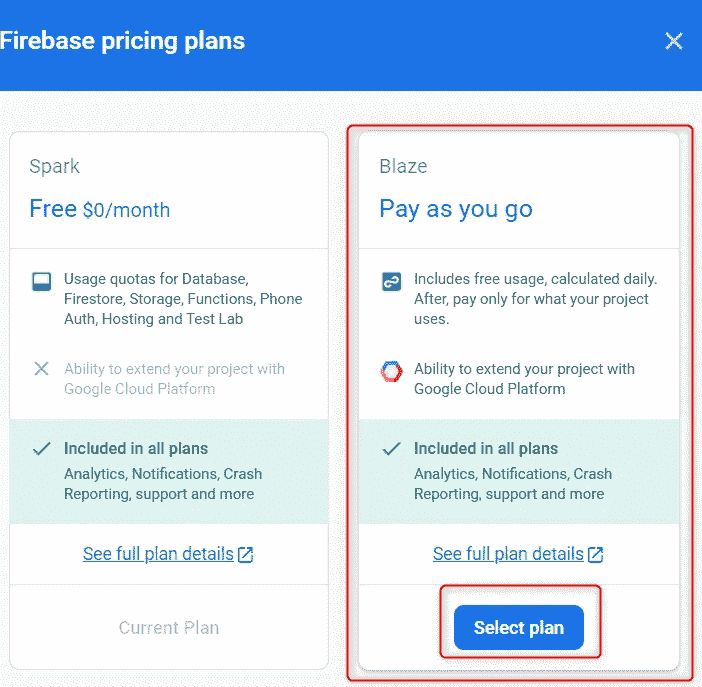 Firebase pricing plans
Spark
Free $0/month
Usage quotas for Database,
Firestore, Storage, Functions, Phone
Auth, Hosting and Test Lab
Ability to extend your project with
Google Cloud Platform
Included in all plans
Analytics, Notifications, Crash
Reporting, support and more
See full plan details
Current Plan
Blaze
Pay as you go
Includes free usage, calculated daily.
After, pay only for what your project
uses.
Ability to extend your project with
Google Cloud Platform
Included in all plans
Analytics, Notifications, Crash
Reporting, support and more
See full plan details
Select plan